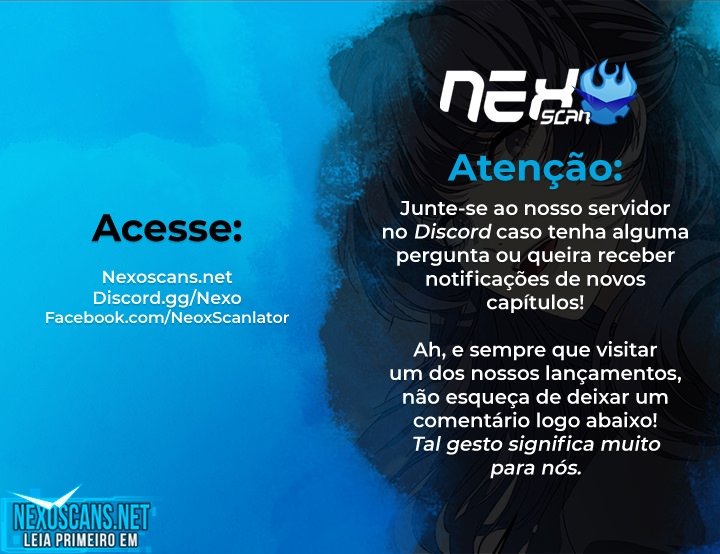 Acesse:
Nexoscans.net
Discord.gg/Nexo
Facebook.com/NeoxScanlator
NEXO
SCAN
Atenção:
Junte-se ao nosso servidor
no Discord caso tenha alguma
pergunta ou queira receber
notificações de novos
capítulos!
Ah, e sempre que visitar
um dos nossos lançamentos,
não esqueça de deixar um
comentário logo abaixo!
Tal gesto significa muito
para nós.
NEXOSCANS.NET
LEIA PRIMEIRO EM